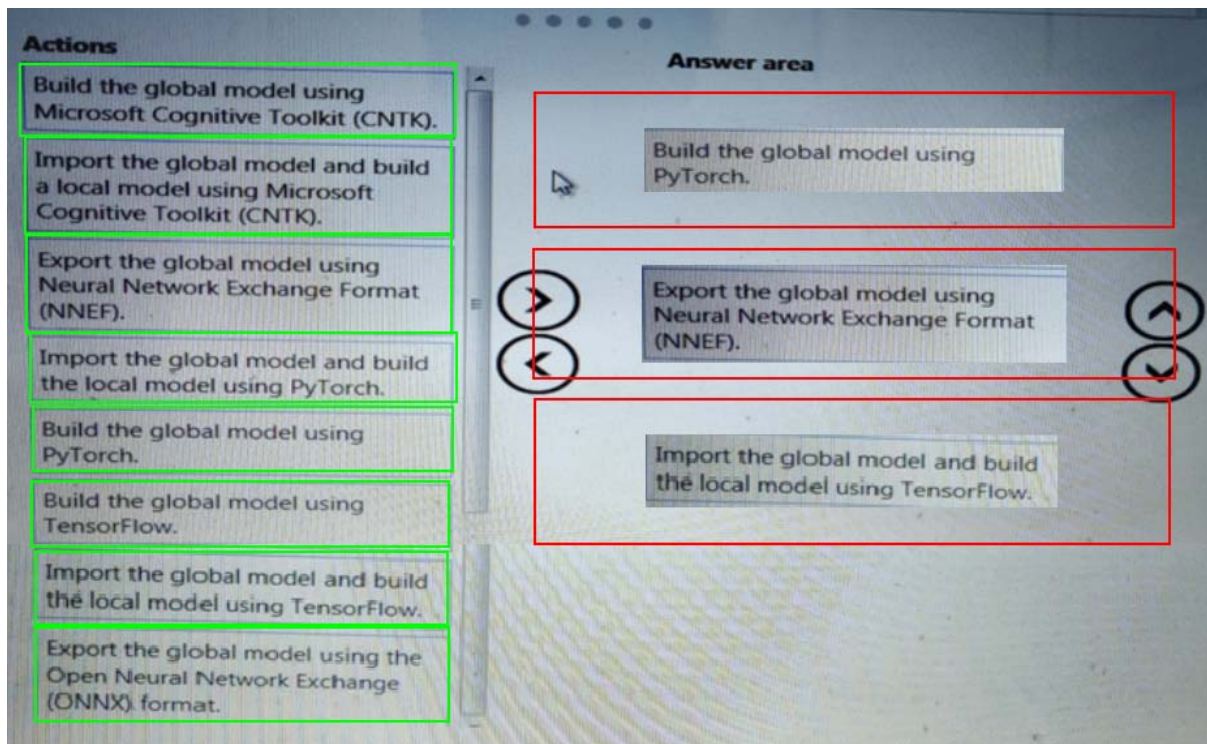 Actions
Build the global model using
Microsoft Cognitive Toolkit (CNTK).
Import the global model and build
a local model using Microsoft
Cognitive Toolkit (CNTK).
Export the global model using
Neural Network Exchange Format
(NNEF).
Import the global model and build
the local model using PyTorch.
Build the global model using
PyTorch.
Build the global model using
TensorFlow.
Import the global model and build
the local model using TensorFlow.
Export the global model using the
Open Neural Network Exchange
(ONNX) format.
Answer area
Build the global model using
PyTorch.
Export the global model using
Neural Network Exchange Format
(NNEF).
Import the global model and build
the local model using TensorFlow.